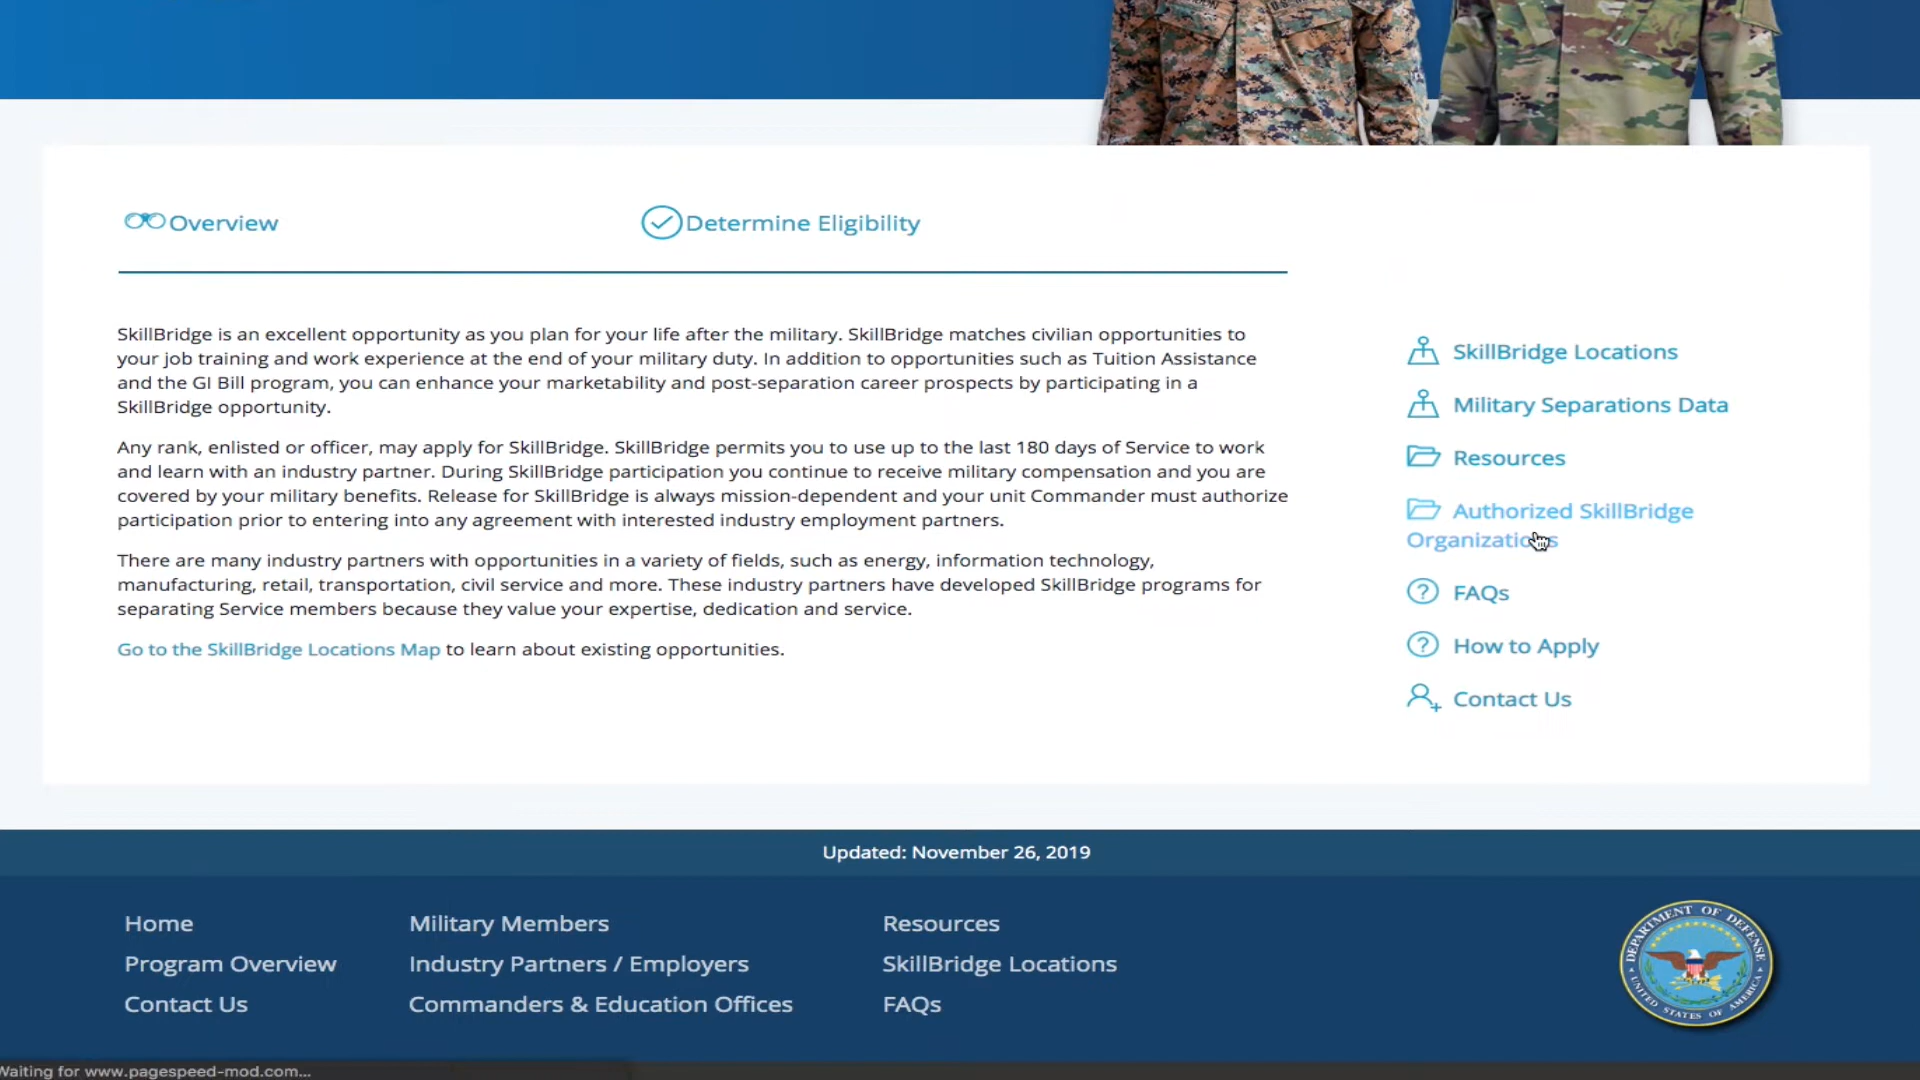 Overview
Determine Eligibility
SkillBridge is an excellent opportunity as you plan for your life after the military. SkillBridge matches civilian opportunities to
your job training and work experience at the end of your military duty. In addition to opportunities such as Tuition Assistance
and the GI Bill program, you can enhance your marketability and post-separation career prospects by participating in a
SkillBridge opportunity.
Any rank, enlisted or officer, may apply for SkillBridge. SkillBridge permits you to use up to the last 180 days of Service to work
and learn with an industry partner. During SkillBridge participation you continue to receive military compensation and you are
covered by your military benefits. Release for SkillBridge is always mission-dependent and your unit Commander must authorize
participation prior to entering into any agreement with interested industry employment partners.
There are many industry partners with opportunities in a variety of fields, such as energy, information technology,
manufacturing, retail, transportation, civil service and more. These industry partners have developed SkillBridge programs for
separating Service members because they value your expertise, dedication and service.
Go to the SkillBridge Locations Map to learn about existing opportunities.
SkillBridge Locations
Military Separations Data
Resources
Authorized SkillBridge
Organizations
FAQs
How to Apply
Contact Us
Updated: November 26, 2019
Home
Program Overview
Contact Us
Military Members
Industry Partners / Employers
Commanders & Education Offices
Resources
SkillBridge Locations
FAQs
DEPARTMENT OF DEFENSE
UNITED STATES OF AMERICA
Waiting for www.pagespeed-mod.com...